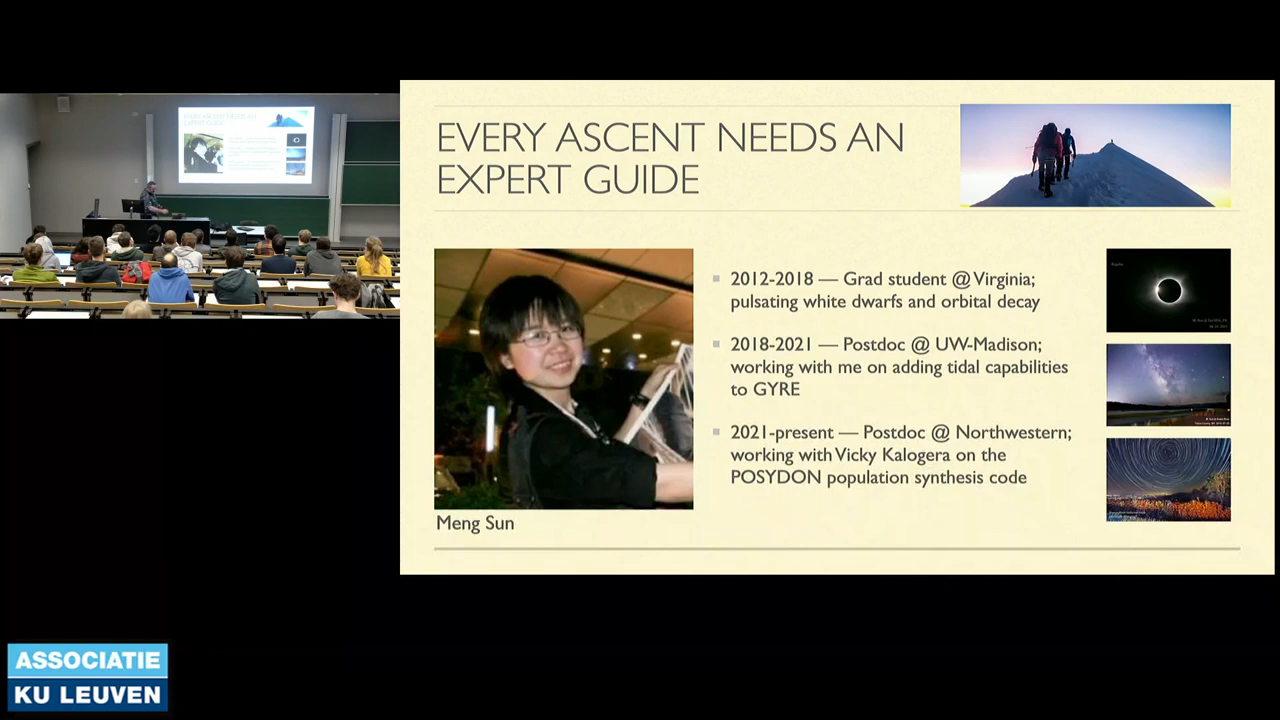 EVERY ASCENT NEEDS AN
EXPERT GUIDE
2012-2018 — Grad student @ Virginia;
pulsating white dwarfs and orbital decay
2018-2021 — Postdoc @ UW-Madison;
working with me on adding tidal capabilities
to GYRE
2021-present — Postdoc @ Northwestern;
working with Vicky Kalogera on the
POSYDON population synthesis code
Meng Sun
ASSOCIATIE
KU LEUVEN